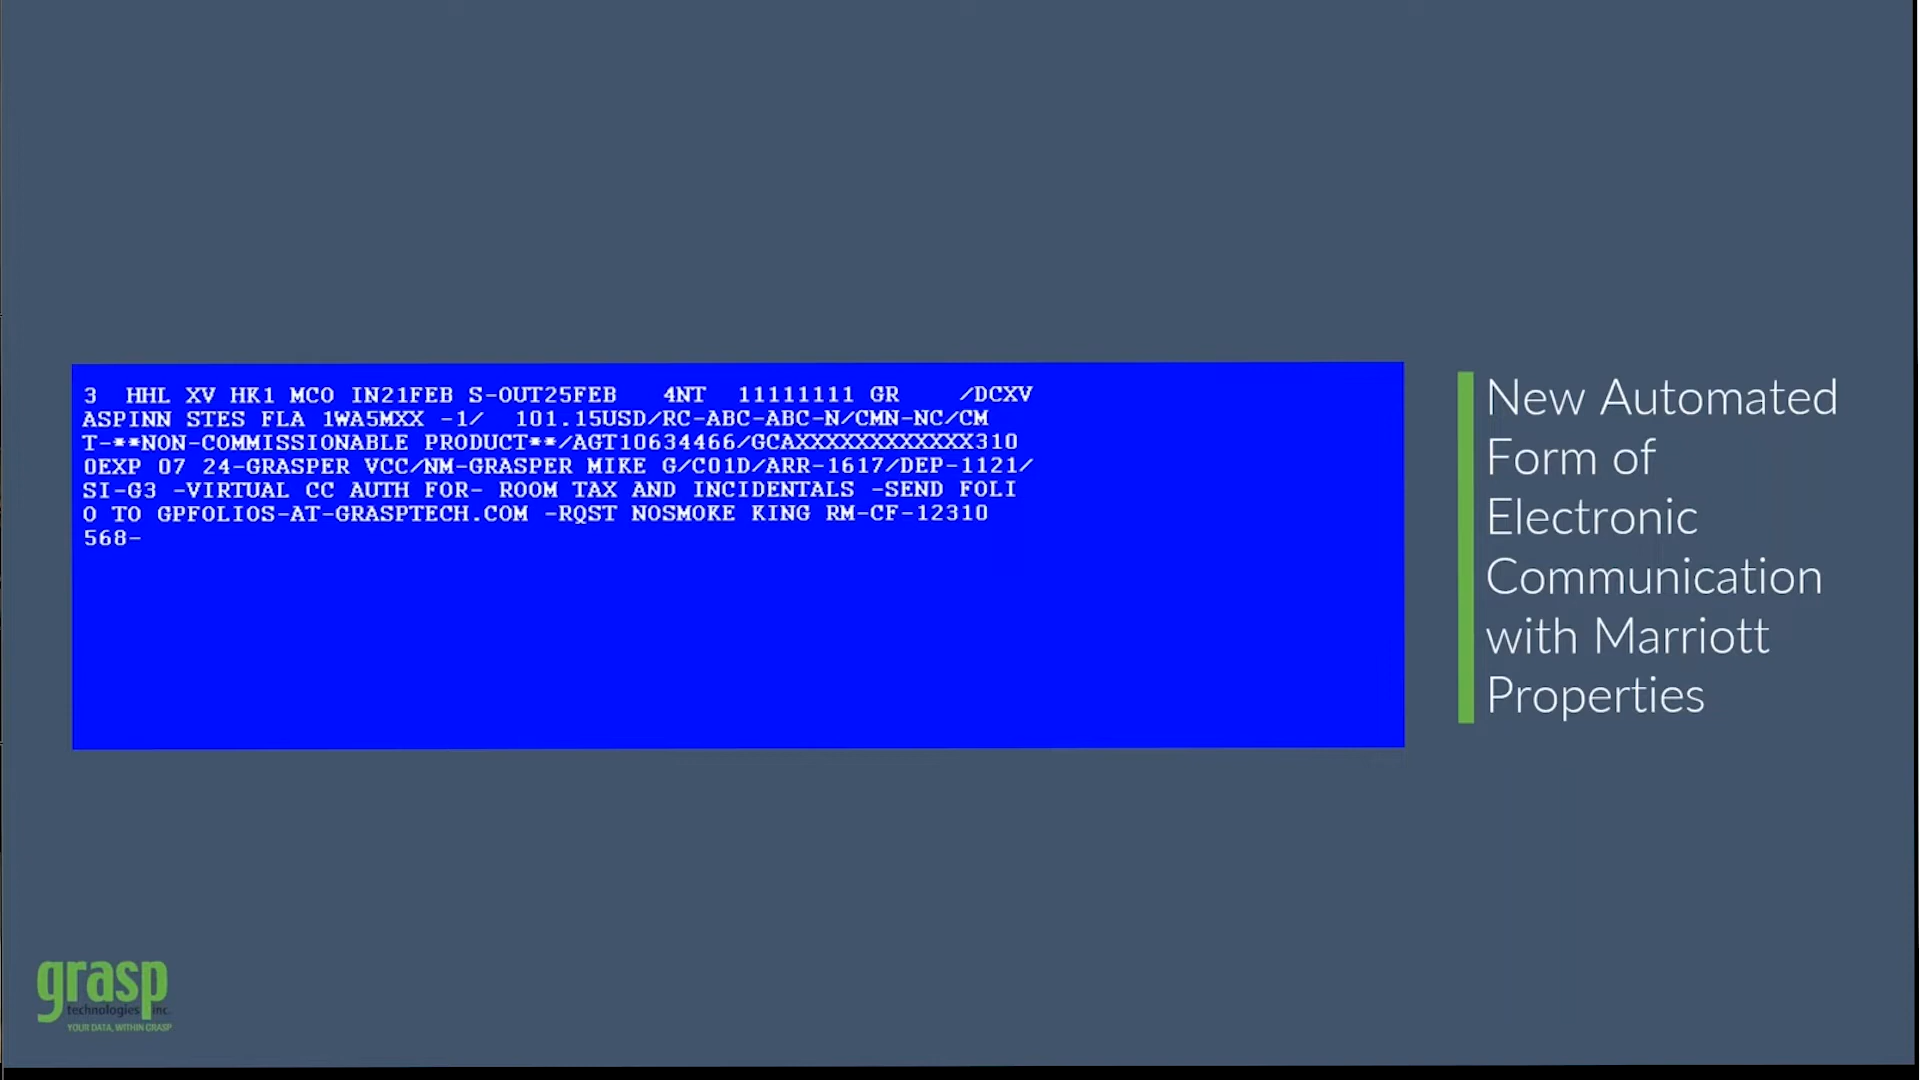 3  HHL XV HK1 MCO IN21FEB S-OUT25FEB   4NT  11111111 GR    /DCXV
ASPINN STES FLA 1WA5MXX -1/  101.15USD/RC-ABC-ABC-N/CMN-NC/CM
T-**NON-COMMISSIONABLE PRODUCT**/AGT10634466/GCAXXXXXXXXXXXX310
0EXP 07 24-GRASPER VCC/NM-GRASPER MIKE G/C01D/ARR-1617/DEP-1121/
SI-G3 -VIRTUAL CC AUTH FOR- ROOM TAX AND INCIDENTALS -SEND FOLI
O TO GPFOLIOS-AT-GRASPTECH.COM -RQST NOSMOKE KING RM-CF-12310
568-
New Automated
Form of
Electronic
Communication
with Marriott
Properties
grasp
technologies inc.
YOUR DATA, WITHIN GRASP